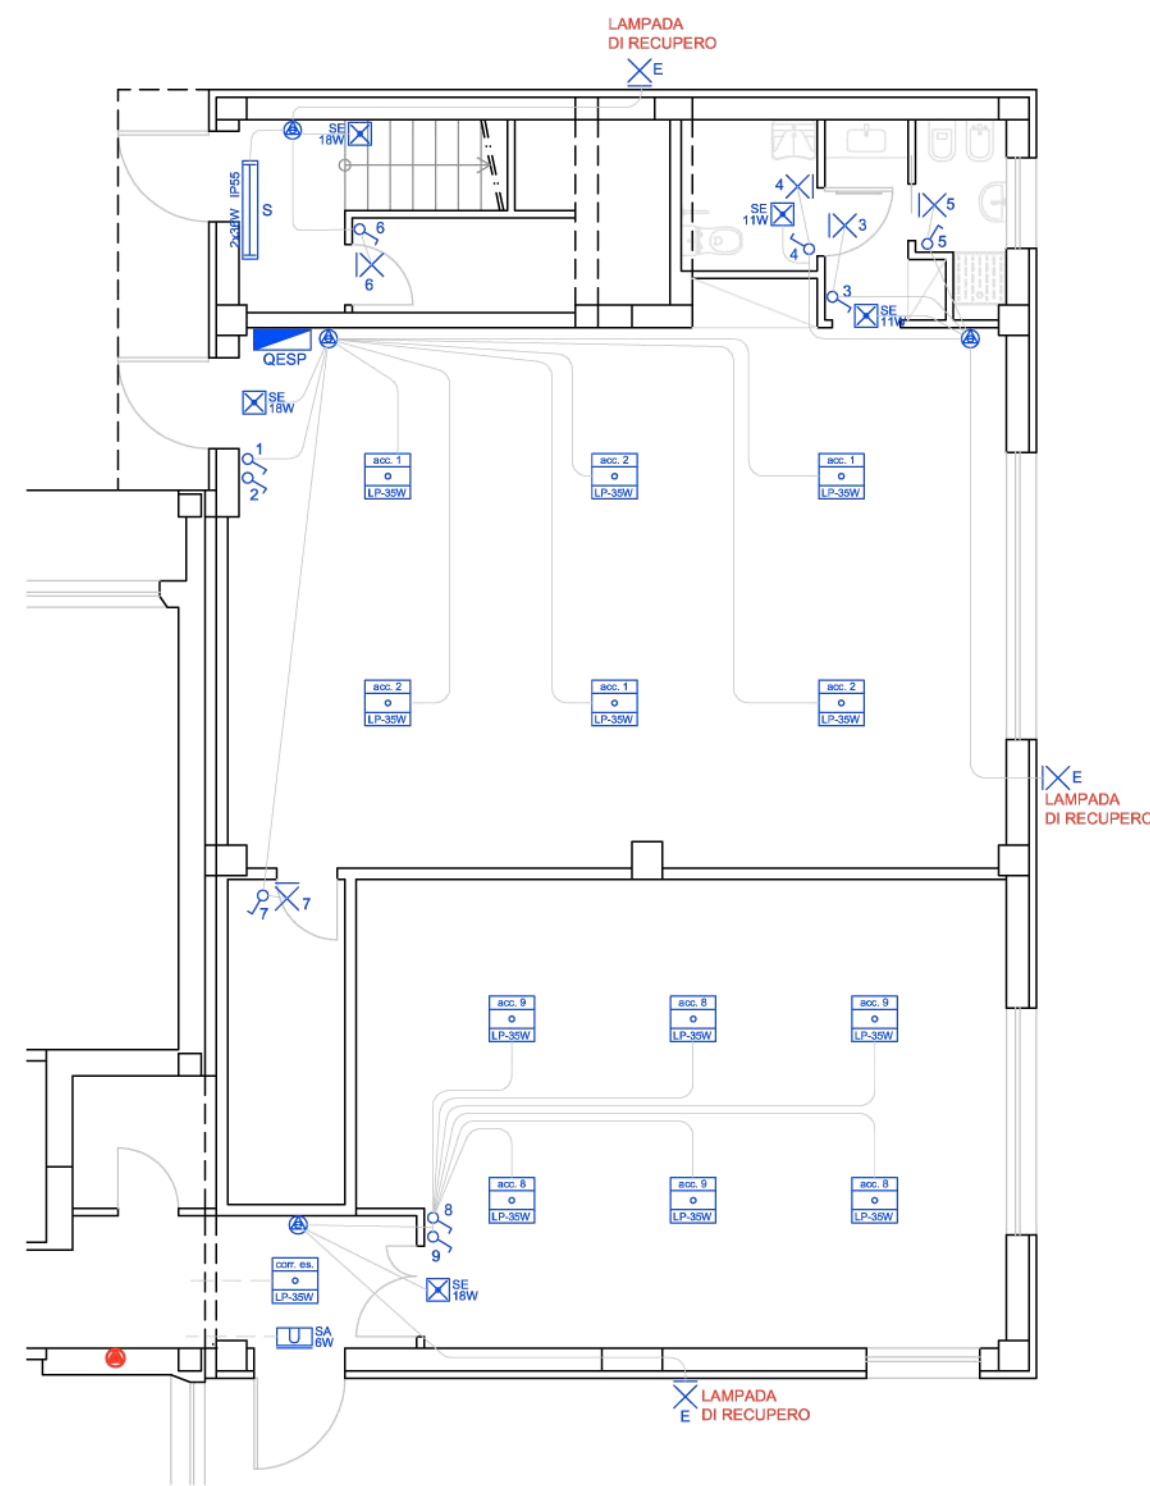 LAMPADA
DI RECUPERO
E
SE
18W
2x36W IP55
S
6
6
4
SE
11W
4
3
5
5
3
SE
11W
QESP
SE
18W
1
2
acc. 1
LP-35W
acc. 2
LP-35W
acc. 1
LP-35W
acc. 2
LP-35W
acc. 1
LP-35W
acc. 2
LP-35W
E
LAMPADA
DI RECUPERO
7
7
acc. 9
LP-35W
acc. 8
LP-35W
acc. 9
LP-35W
acc. 8
LP-35W
acc. 9
LP-35W
acc. 8
LP-35W
8
9
corr. es.
LP-35W
SE
18W
SA
6W
LAMPADA
E DI RECUPERO